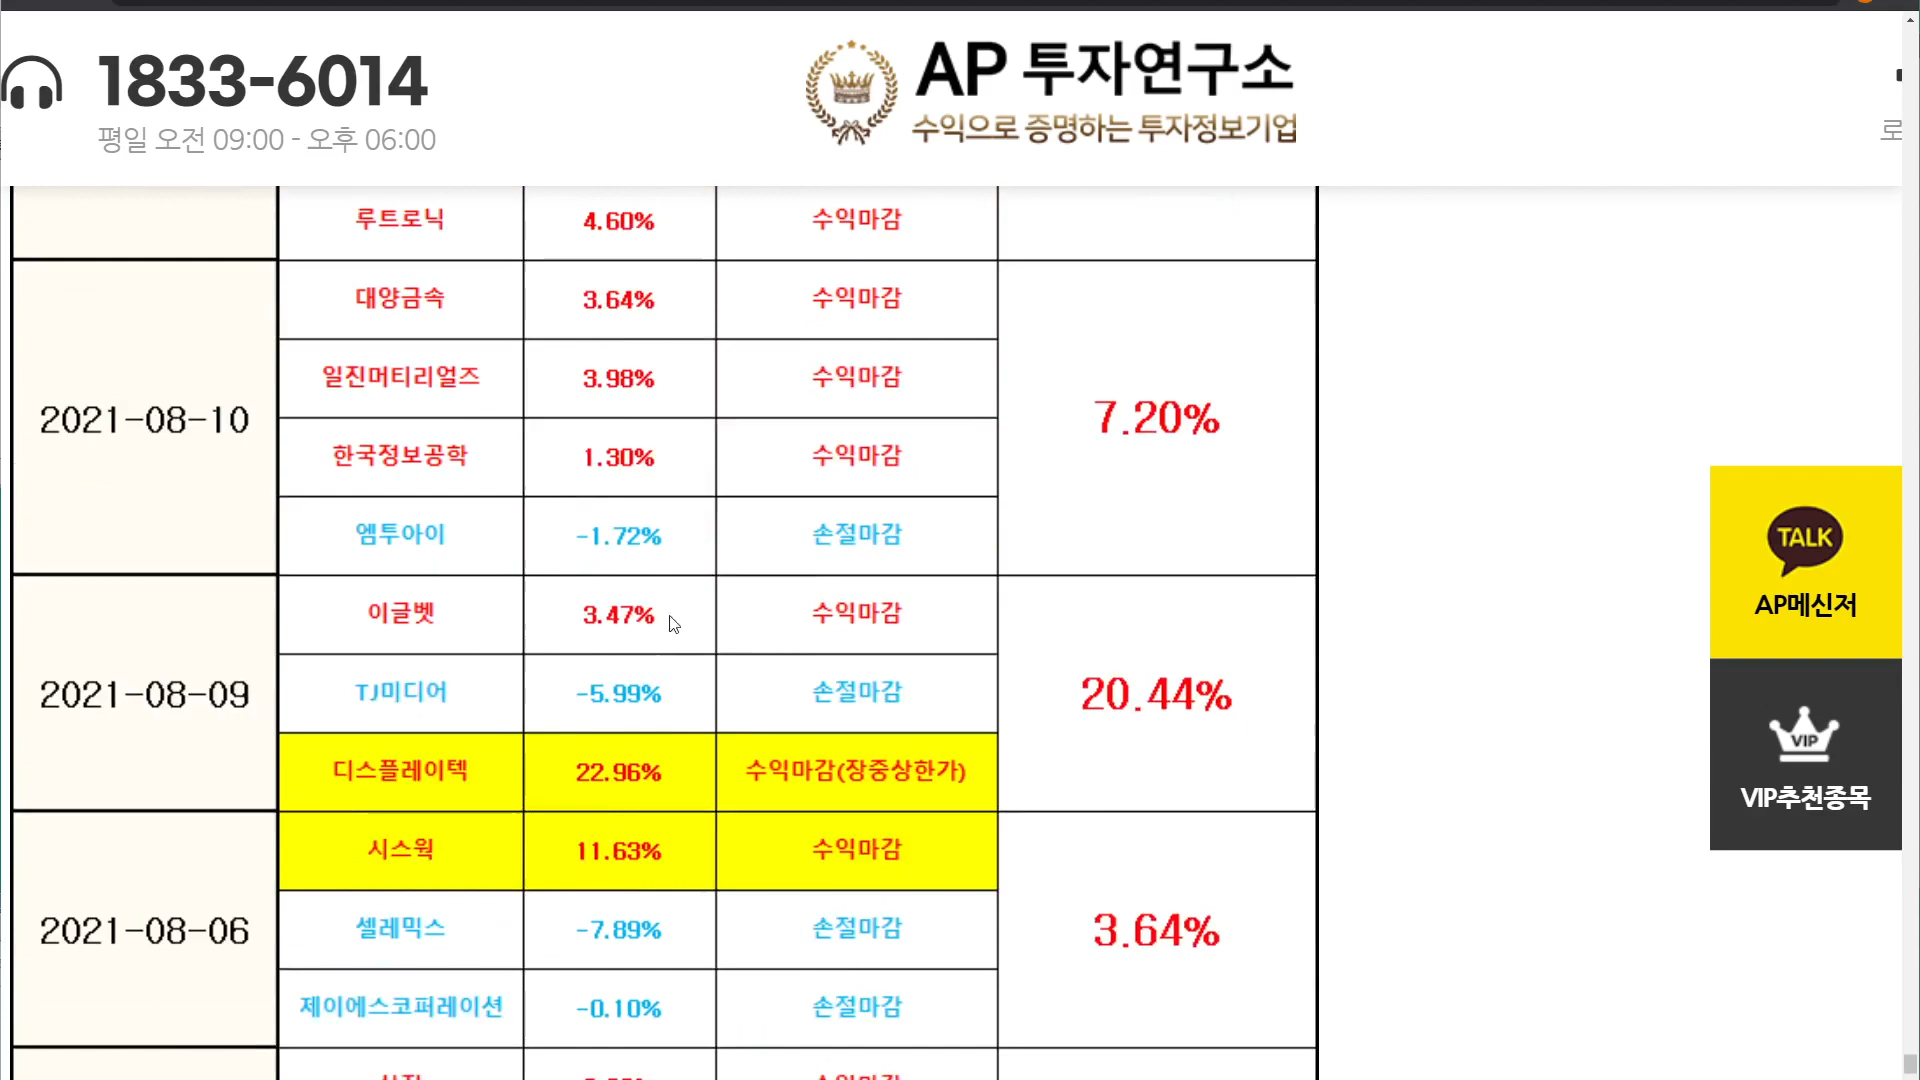 1833-6014
평일 오전 09:00 - 오후 06:00
AP 투자연구소
수익으로 증명하는 투자정보기업
로
루트로닉 4.60% 수익마감
2021-08-10
대양금속 3.64% 수익마감
일진머티리얼즈 3.98% 수익마감
한국정보공학 1.30% 수익마감
엠투아이 -1.72% 손절마감
7.20%
2021-08-09
이글벳 3.47% 수익마감
TJ미디어 -5.99% 손절마감
디스플레이텍 22.96% 수익마감(장중상한가)
20.44%
2021-08-06
시스웍 11.63% 수익마감
셀레믹스 -7.89% 손절마감
제이에스코퍼레이션 -0.10% 손절마감
3.64%
TALK
AP메신저
VIP
VIP추천종목